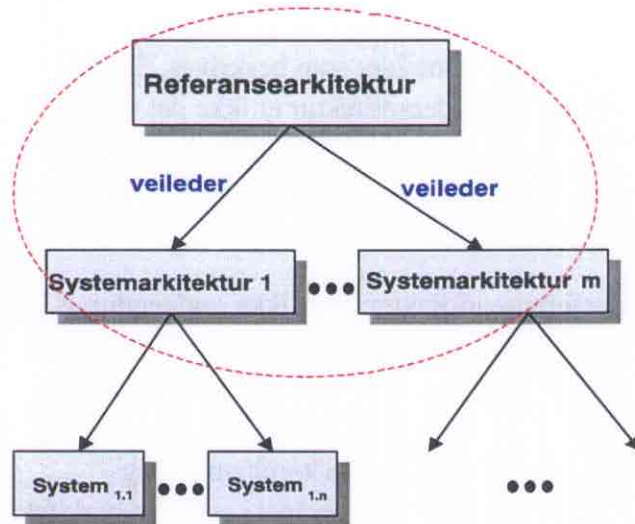 Referansearkitektur
veileder veileder
Systemarkitektur 1 ••• Systemarkitektur m
System 1.1 ••• System 1.n •••